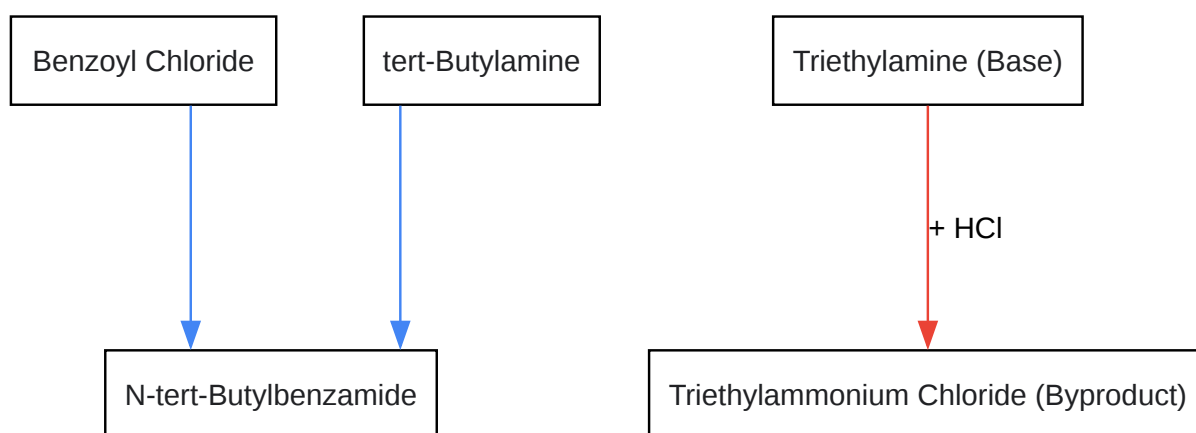 Benzoyl Chloride
tert-Butylamine
Triethylamine (Base)
+ HCl
N-tert-Butylbenzamide
Triethylammonium Chloride (Byproduct)